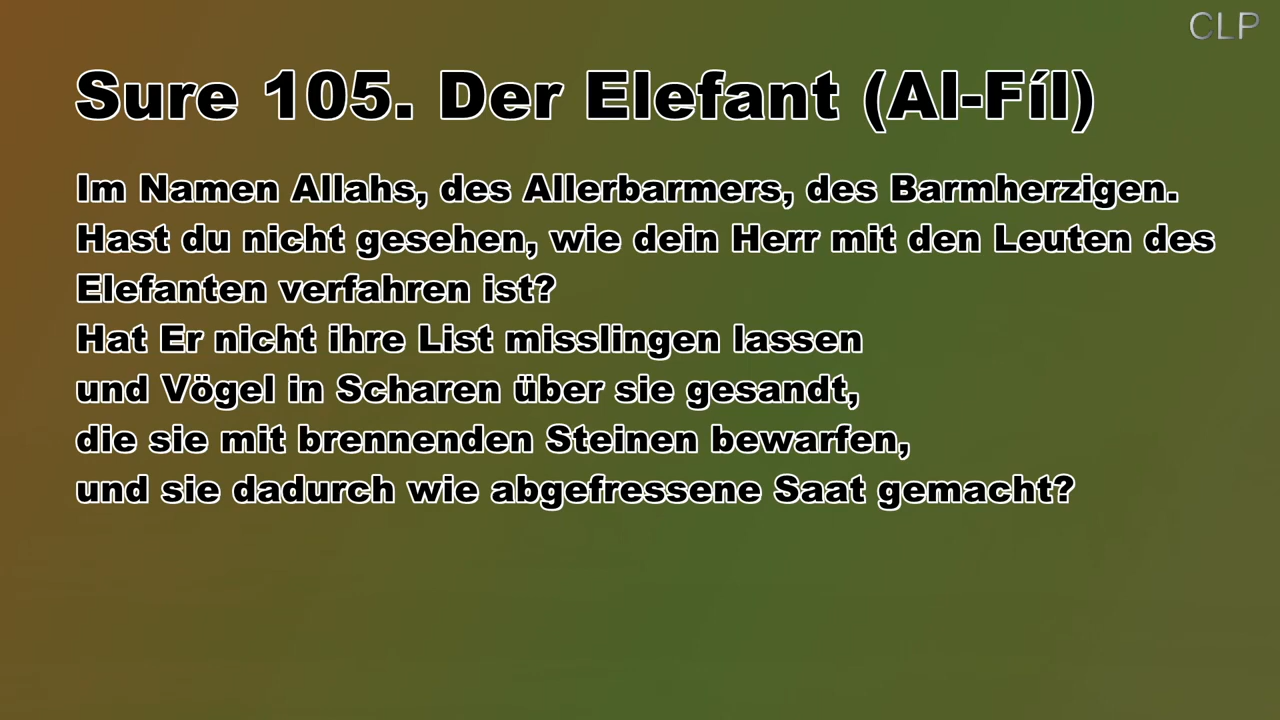 CLP
Sure 105. Der Elefant (Al-Fíl)
Im Namen Allahs, des Allerbarmers, des Barmherzigen.
Hast du nicht gesehen, wie dein Herr mit den Leuten des
Elefanten verfahren ist?
Hat Er nicht ihre List misslingen lassen
und Vögel in Scharen über sie gesandt,
die sie mit brennenden Steinen bewarfen,
und sie dadurch wie abgefressene Saat gemacht?